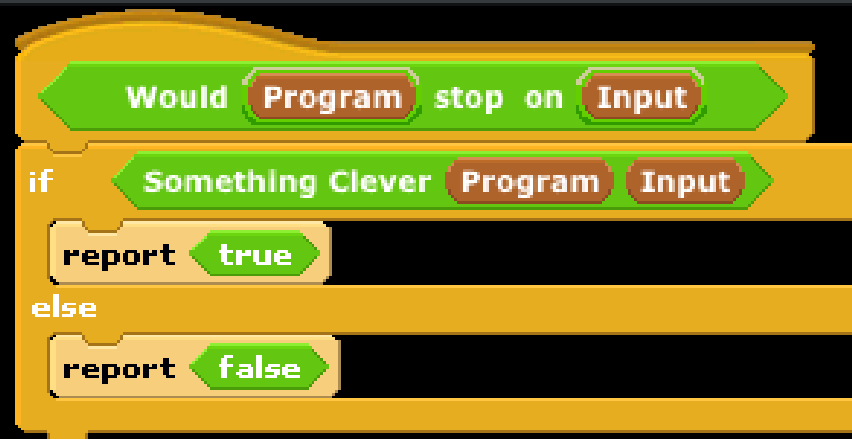 Would Program stop on Input
if Something Clever Program Input
report true
else
report false